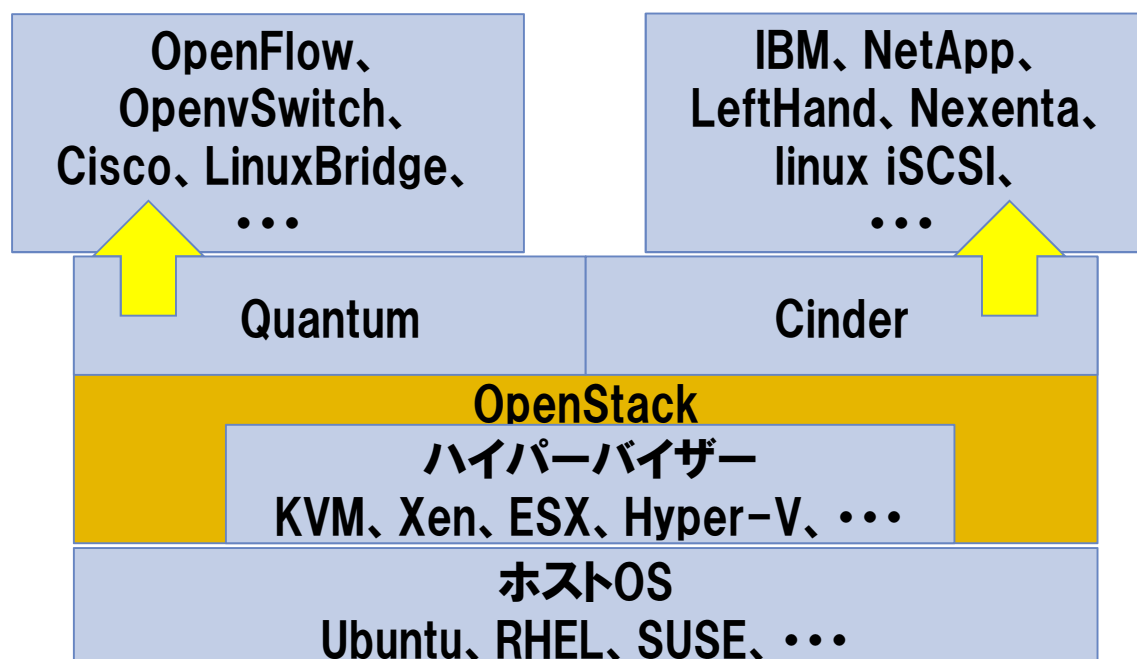 OpenFlow、
OpenvSwitch、
Cisco、LinuxBridge、
・・・
IBM、NetApp、
LeftHand、Nexenta、
linux iSCSI、
・・・
Quantum
Cinder
OpenStack
ハイパーバイザー
KVM、Xen、ESX、Hyper-V、・・・
ホストOS
Ubuntu、RHEL、SUSE、・・・